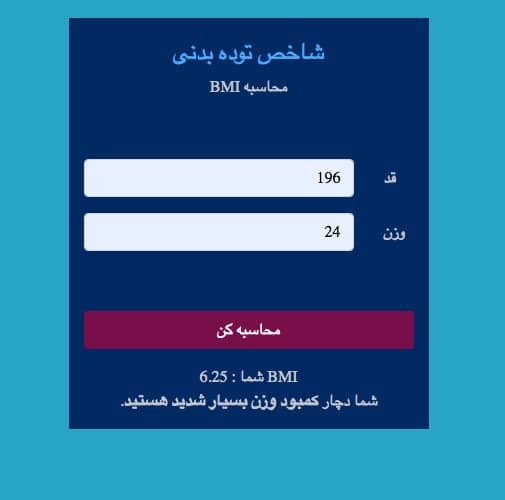 شاخص توده بدنی
محاسبه BMI
قد 196
وزن 24
محاسبه کن
BMI شما : 6.25
شما دچار کمبود وزن بسیار شدید هستید.